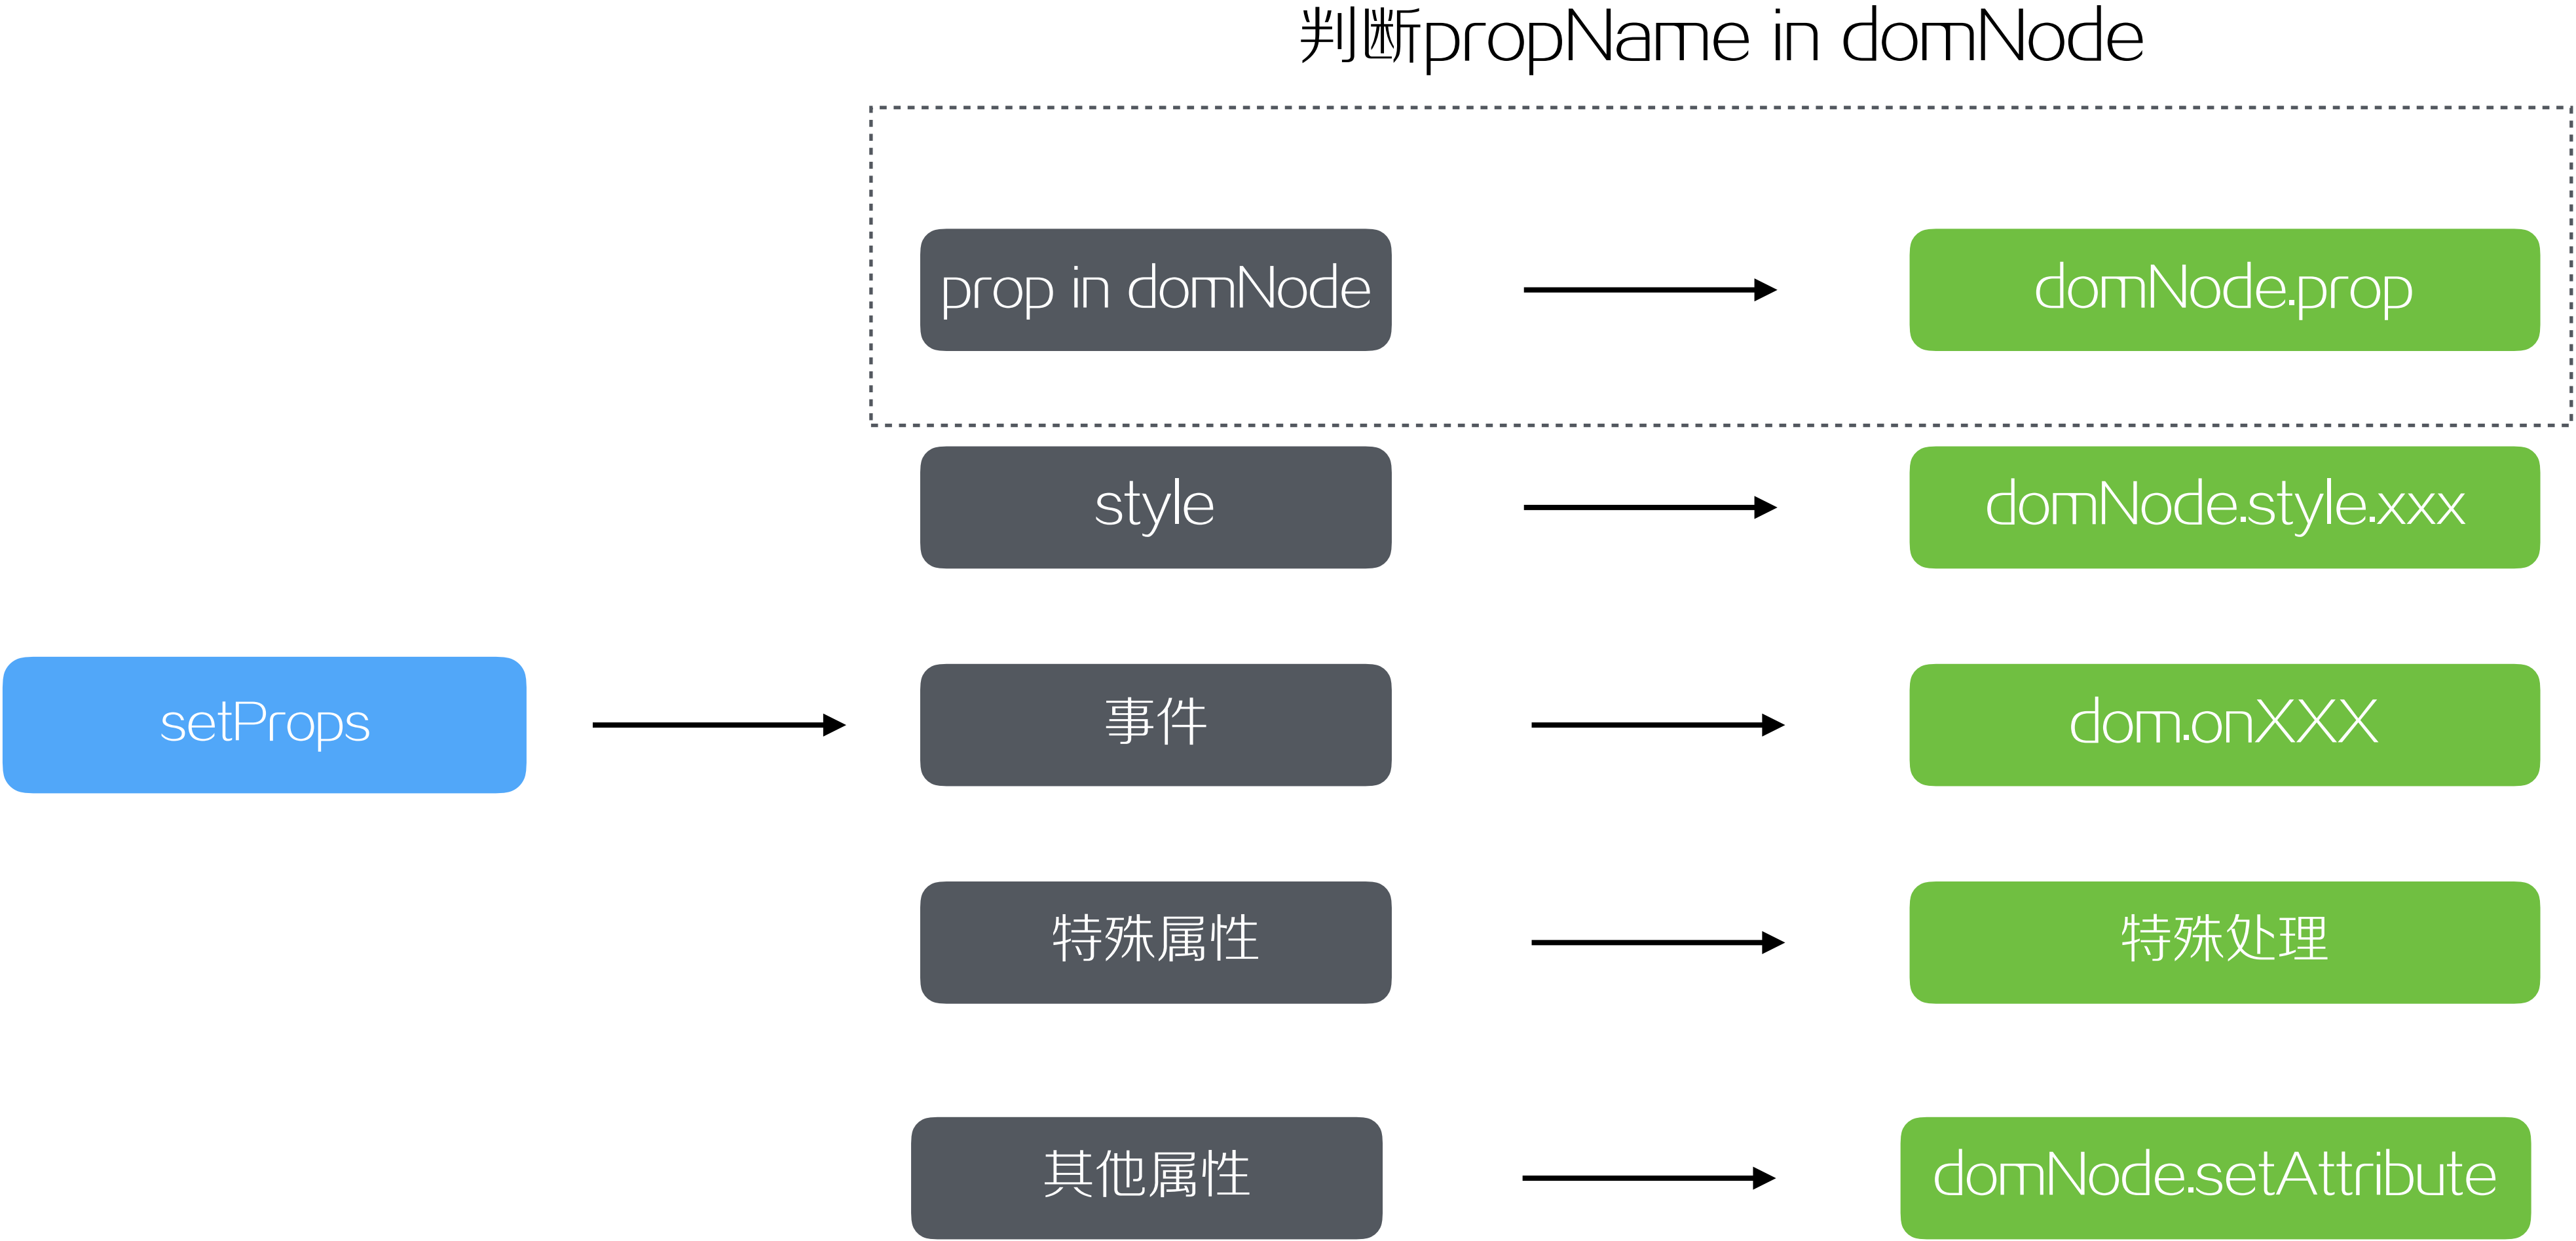 判断propName in domNode
prop in domNode
domNode.prop
style
domNode.style.xxx
setProps
事件
dom.onXXX
特殊属性
特殊处理
其他属性
domNode.setAttribute